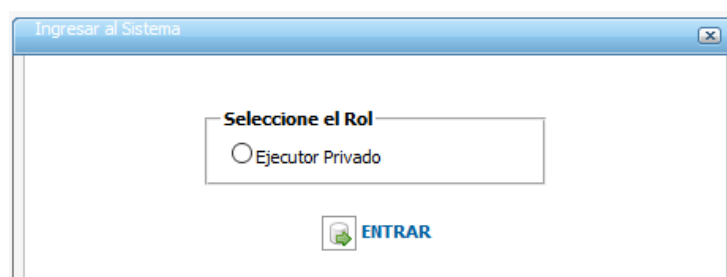 Ingresar al Sistema
Seleccione el Rol
Ejecutor Privado
ENTRAR